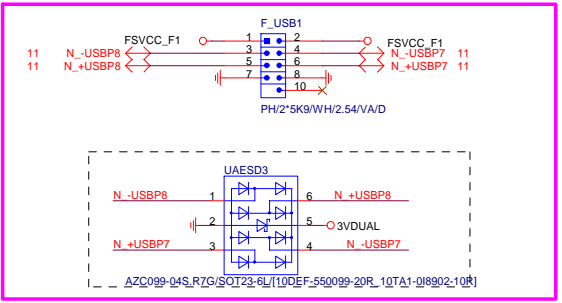 F_USB1
FSVCC_F1 1 2 FSVCC_F1
11 N_-USBP8 3 4 N_-USBP7 11
11 N_+USBP8 5 6 N_+USBP7 11
7 8
10
PH/2*5K9/WH/2.54/VA/D
UAESD3
N_-USBP8 1 6 N_+USBP8
2 5 3VDUAL
N_+USBP7 3 4 N_-USBP7
AZC099-04S.R7G/SOT23-6L/[10DEF-550099-20R_10TA1-0I8902-10R]